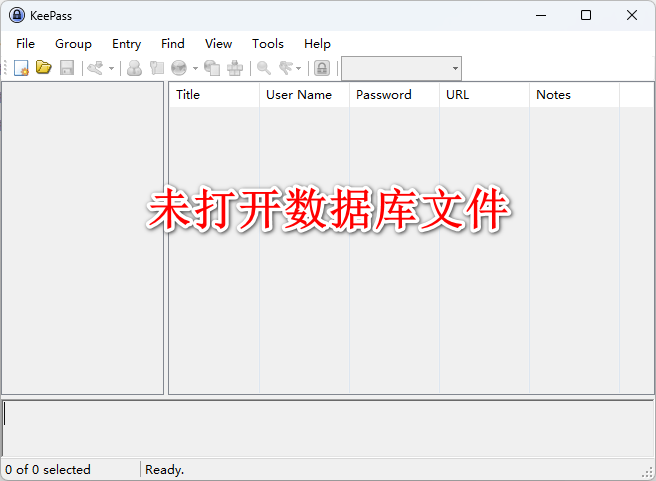 KeePass
File Group Entry Find View Tools Help
Title User Name Password URL Notes
未打开数据库文件
0 of 0 selected Ready.